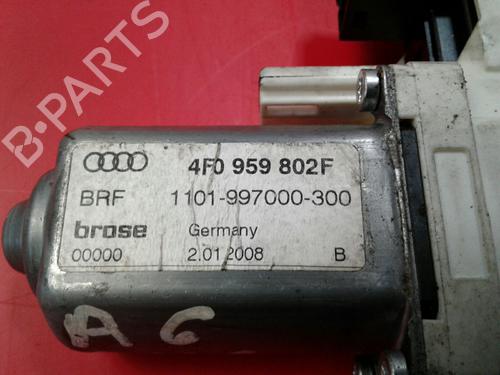 B-PARTS
4F0 959 802F
BRF 1101-997000-300
brose Germany
00000 2.01.2008 B
A6